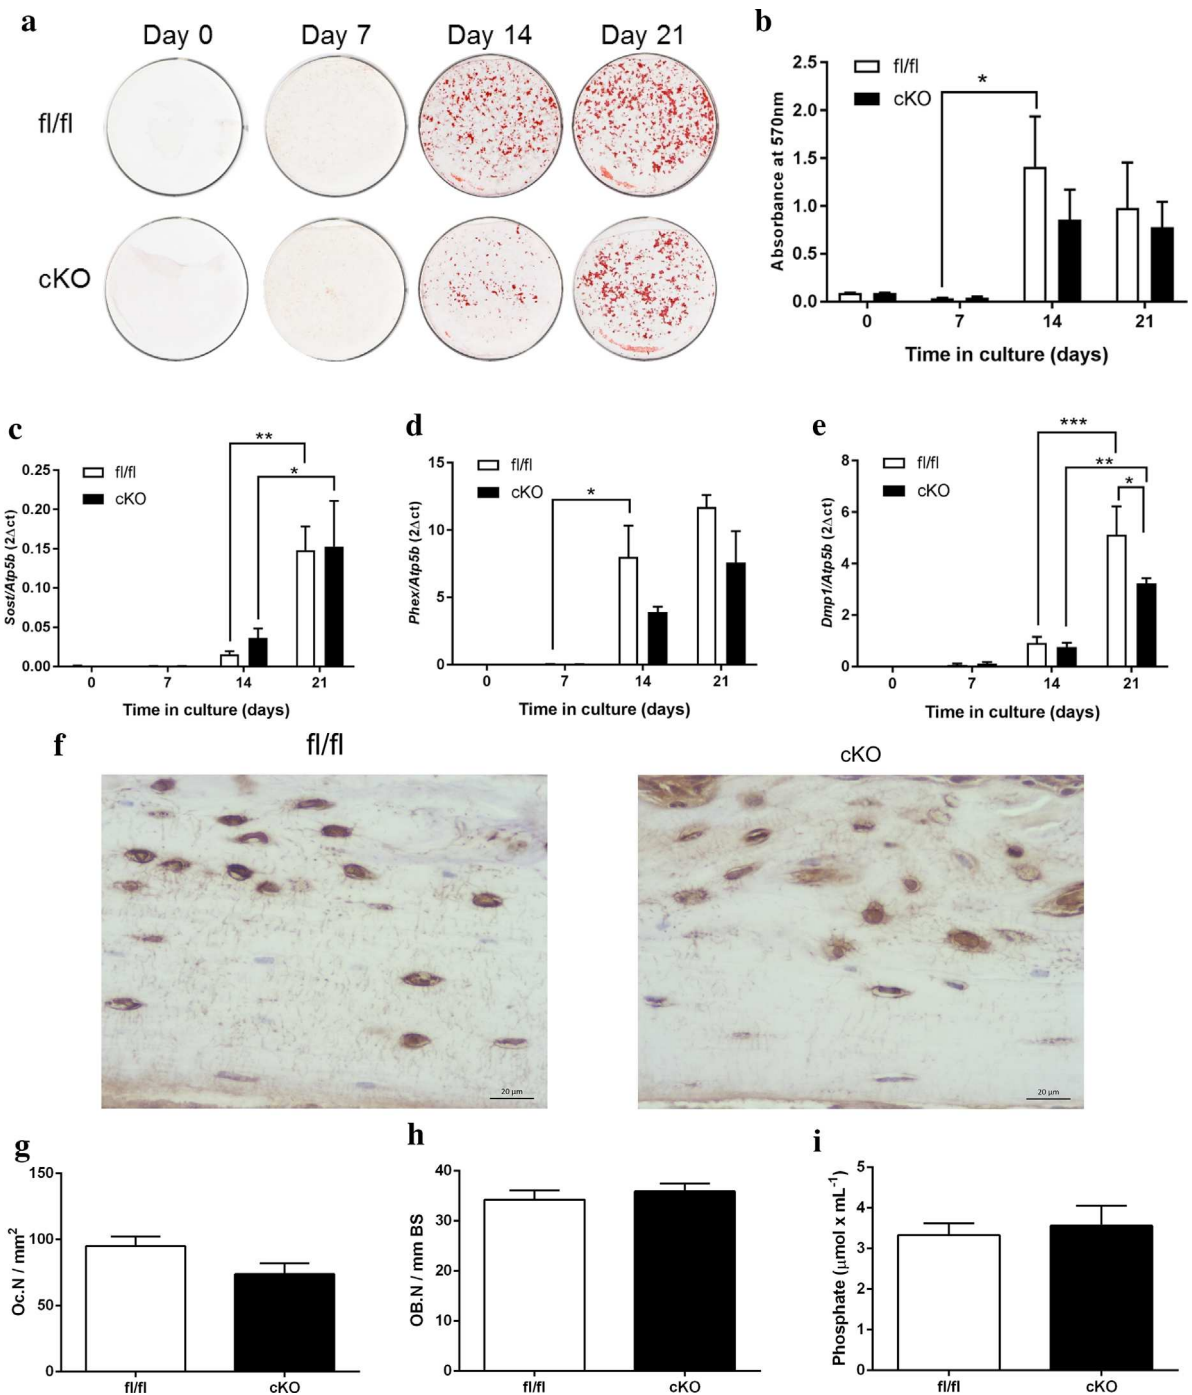 a
Day 0 Day 7 Day 14 Day 21
fl/fl
cKO
b
fl/fl
cKO
*
Absorbance at 570nm
2.5
2.0
1.5
1.0
0.5
0.0
0 7 14 21
Time in culture (days)
c
**
*
fl/fl
cKO
Sost/Atp5b (2Δct)
0.25
0.20
0.15
0.10
0.05
0.00
0 7 14 21
Time in culture (days)
d
fl/fl
cKO
*
Phex/Atp5b (2Δct)
15
10
5
0
0 7 14 21
Time in culture (days)
e
***
**
*
fl/fl
cKO
Dmp1/Atp5b (2Δct)
8
6
4
2
0
0 7 14 21
Time in culture (days)
f
fl/fl
cKO
20 µm
20 µm
g
Oc.N / mm²
150
100
50
0
fl/fl cKO
h
OB.N / mm BS
40
30
20
10
0
fl/fl cKO
i
Phosphate (µmol x mL⁻¹)
5
4
3
2
1
0
fl/fl cKO